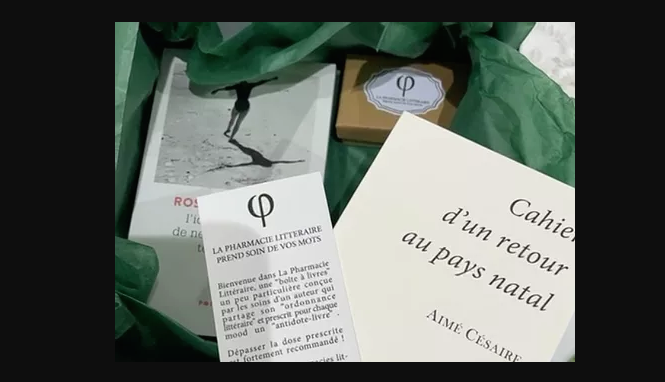 φ
LA PHARMACIE LITTERAIRE
ROS
l'i
de ne
φ
LA PHARMACIE LITTERAIRE
PREND SOIN DE VOS MOTS
Bienvenue dans La Pharmacie
Littéraire, une "boîte à livres"
un peu particulière conçue
par les soins d'un auteur qui
partage son "ordonnance
littéraire" et prescrit pour chaque
mood un "antidote-livre".
Dépasser la dose prescrite
est fortement recommandé !
Cahier
d'un retour
au pays natal
AIMÉ CÉSAIRE